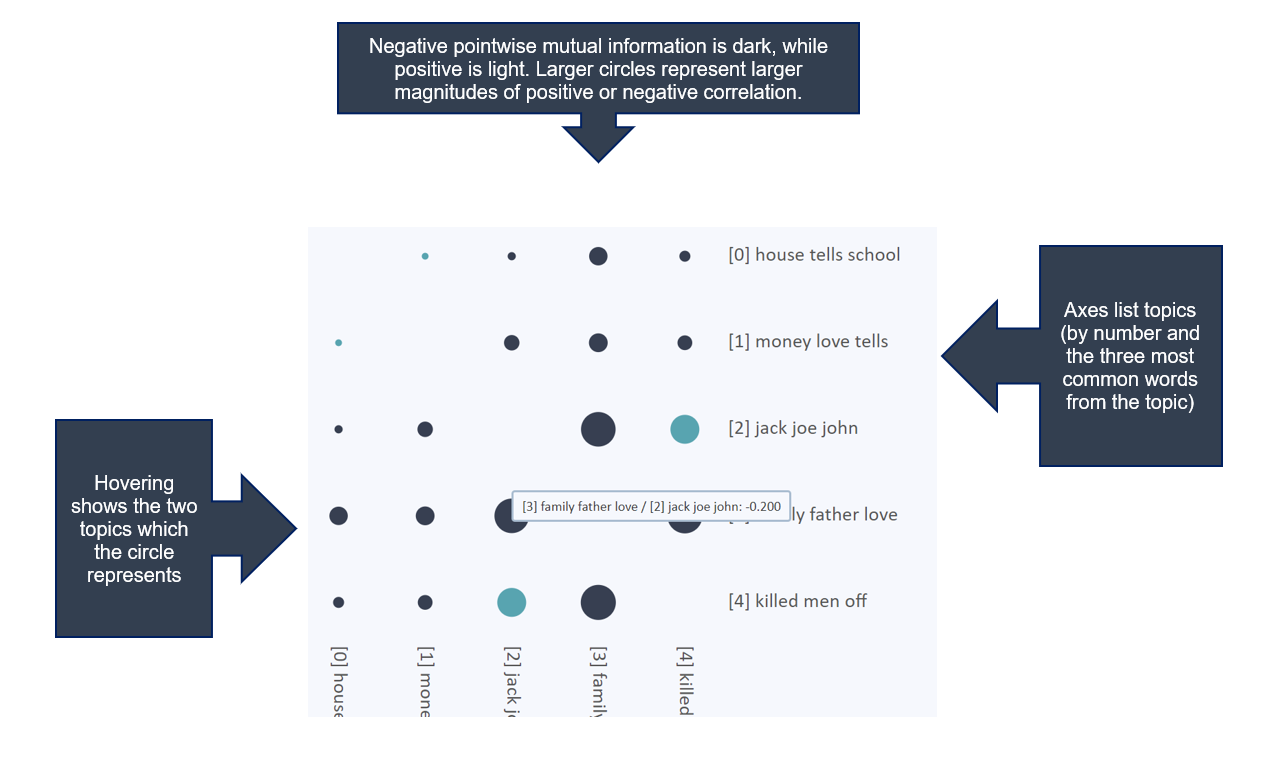 Negative pointwise mutual information is dark, while
positive is light. Larger circles represent larger
magnitudes of positive or negative correlation.
[0] house tells school
[1] money love tells
[2] jack joe john
[3] family father love / [2] jack joe john: -0.200
ly father love
[4] killed men off
[0] house
[1] mone
[2] jack j
[3] family
[4] killed
Axes list topics
(by number and
the three most
common words
from the topic)
Hovering
shows the two
topics which
the circle
represents